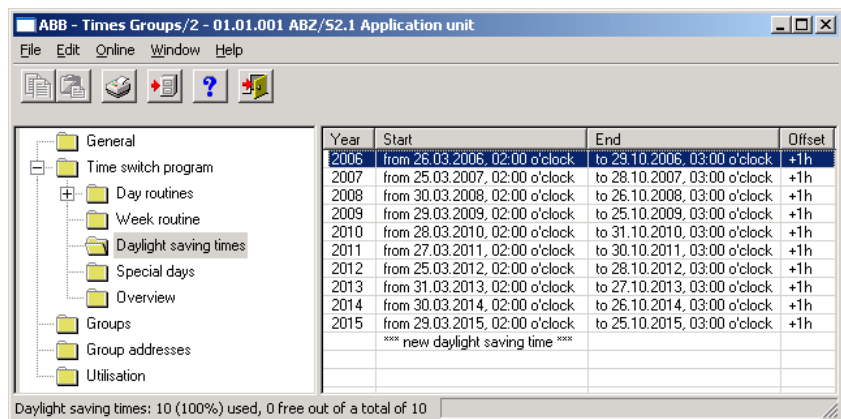 ABB - Times Groups/2 - 01.01.001 ABZ/S2.1 Application unit
File Edit Online Window Help
General
Time switch program
Day routines
Week routine
Daylight saving times
Special days
Overview
Groups
Group addresses
Utilisation
Year Start End Offset
2006 from 26.03.2006, 02:00 o'clock to 29.10.2006, 03:00 o'clock +1h
2007 from 25.03.2007, 02:00 o'clock to 28.10.2007, 03:00 o'clock +1h
2008 from 30.03.2008, 02:00 o'clock to 26.10.2008, 03:00 o'clock +1h
2009 from 29.03.2009, 02:00 o'clock to 25.10.2009, 03:00 o'clock +1h
2010 from 28.03.2010, 02:00 o'clock to 31.10.2010, 03:00 o'clock +1h
2011 from 27.03.2011, 02:00 o'clock to 30.10.2011, 03:00 o'clock +1h
2012 from 25.03.2012, 02:00 o'clock to 28.10.2012, 03:00 o'clock +1h
2013 from 31.03.2013, 02:00 o'clock to 27.10.2013, 03:00 o'clock +1h
2014 from 30.03.2014, 02:00 o'clock to 26.10.2014, 03:00 o'clock +1h
2015 from 29.03.2015, 02:00 o'clock to 25.10.2015, 03:00 o'clock +1h
*** new daylight saving time ***
Daylight saving times: 10 (100%) used, 0 free out of a total of 10